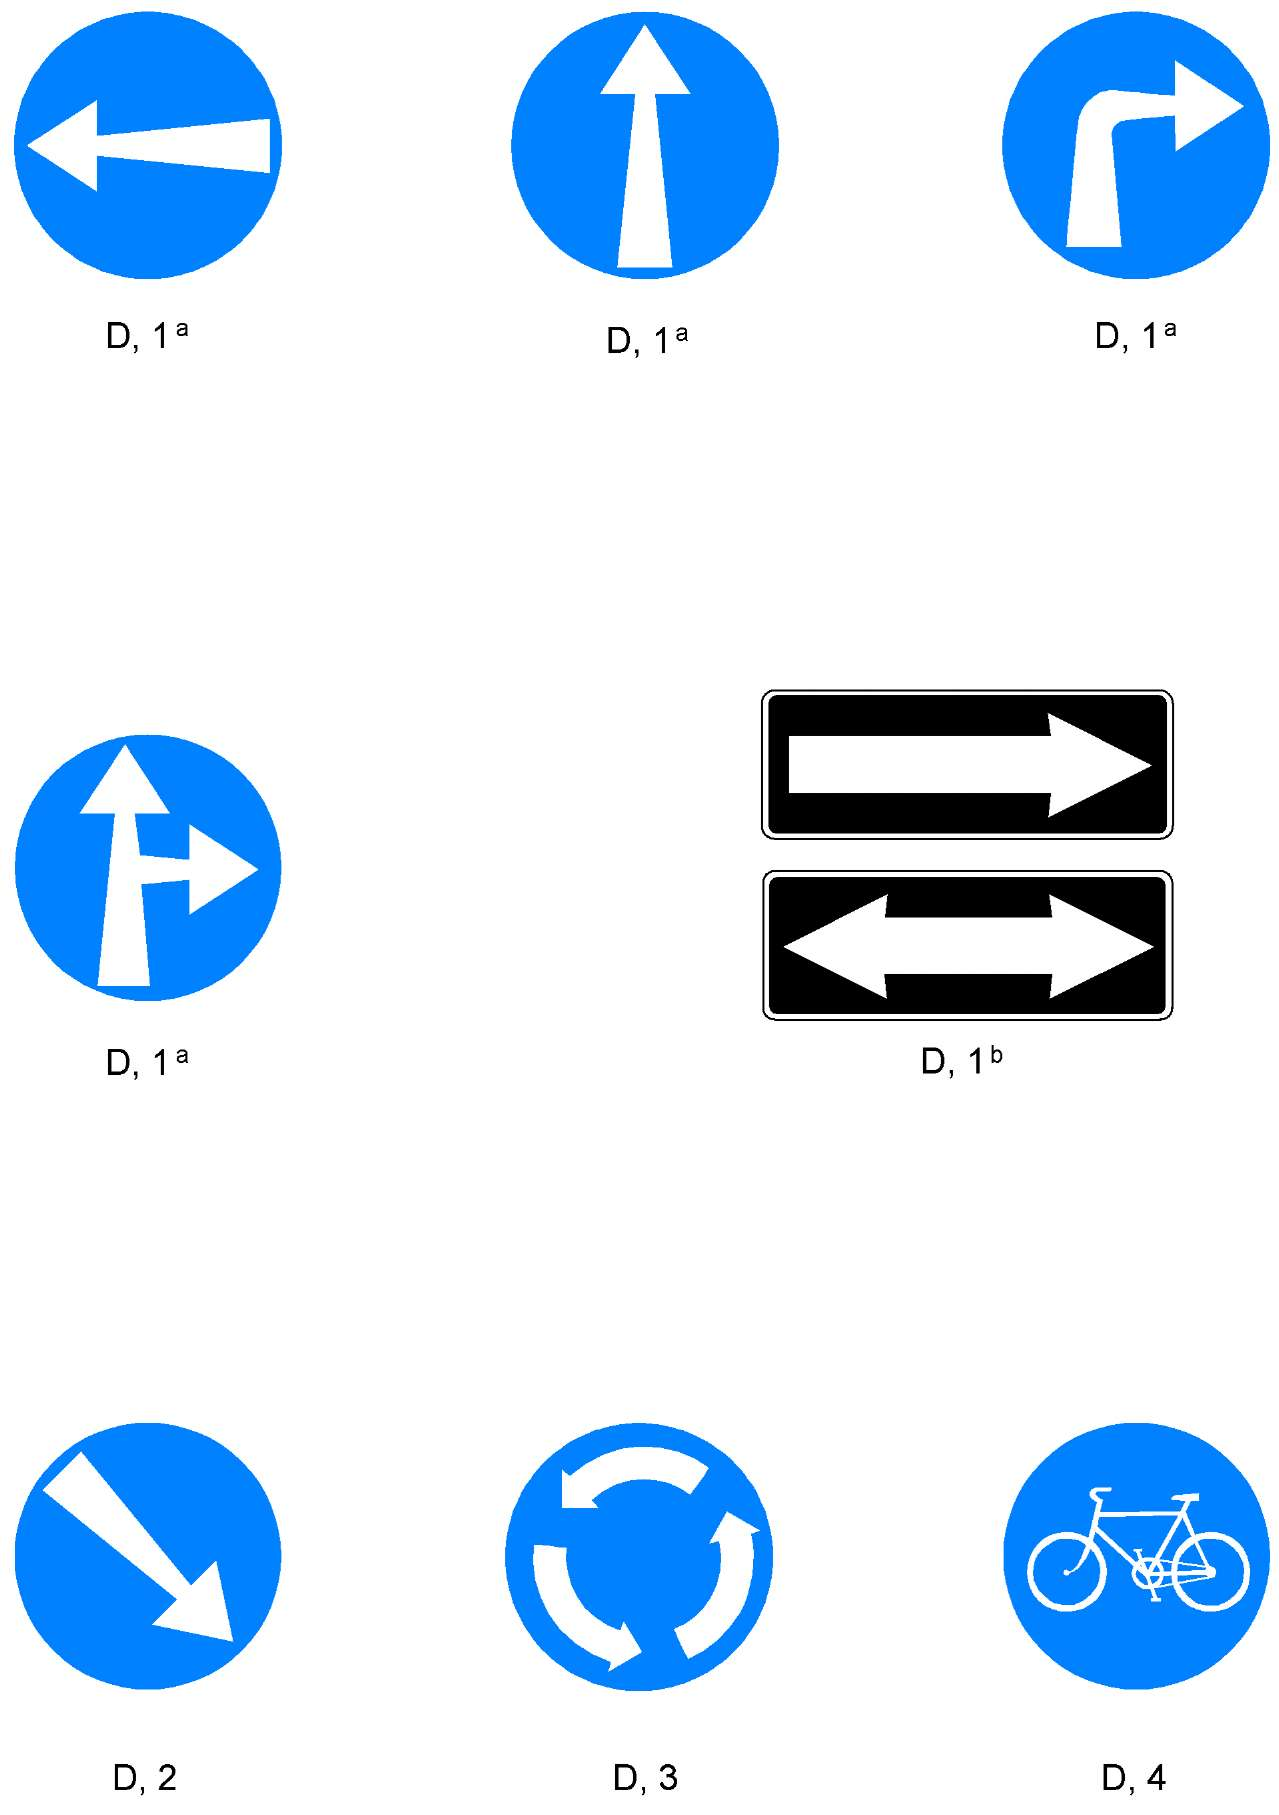 D, 1ᵃ
D, 1ᵃ
D, 1ᵃ
D, 1ᵃ
D, 1ᵇ
D, 2
D, 3
D, 4